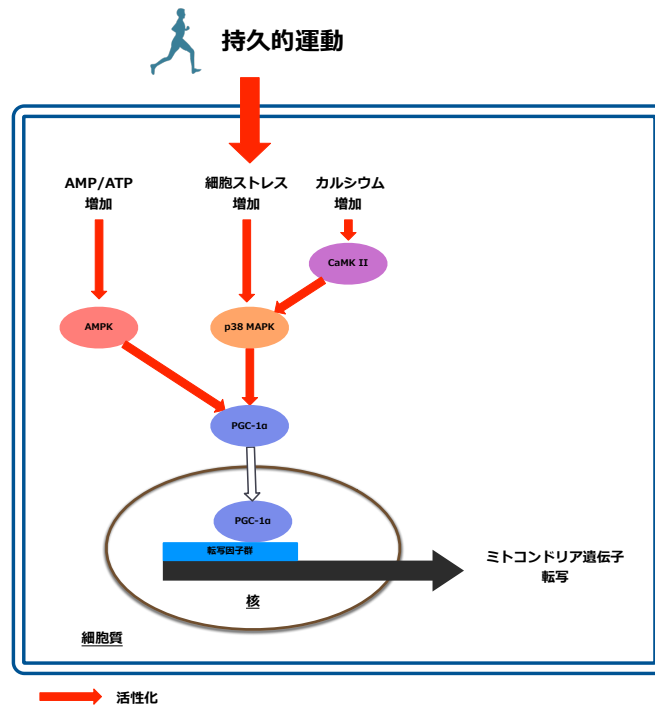 持久的運動
AMP/ATP
増加
細胞ストレス
増加
カルシウム
増加
CaMK II
AMPK
p38 MAPK
PGC-1α
PGC-1α
転写因子群
ミトコンドリア遺伝子
転写
核
細胞質
活性化